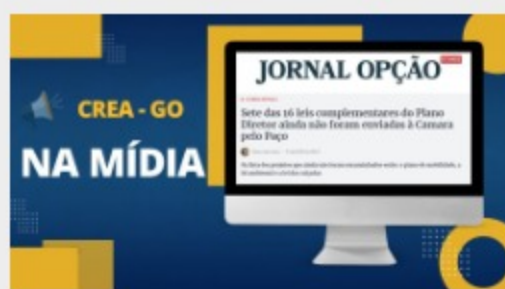 CREA - GO
NA MÍDIA
JORNAL OPÇÃO
Sete das 16 leis complementares do Plano
Diretor ainda não foram enviadas à Camara
pelo Paço